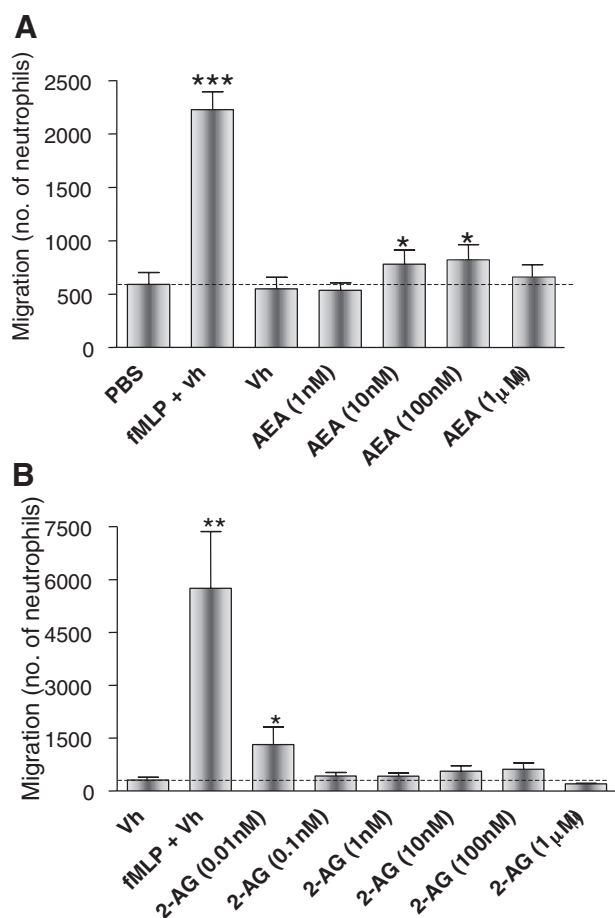 A
Migration (no. of neutrophils)
2500
2000
1500
1000
500
0
***
*
*
PBS
fMLP + vh
Vh
AEA (1nM)
AEA (10nM)
AEA (100nM)
AEA (1μM)
B
Migration (no. of neutrophils)
7500
6000
4500
3000
1500
0
**
*
Vh
fMLP + Vh
2-AG (0.01nM)
2-AG (0.1nM)
2-AG (1nM)
2-AG (10nM)
2-AG (100nM)
2-AG (1μM)